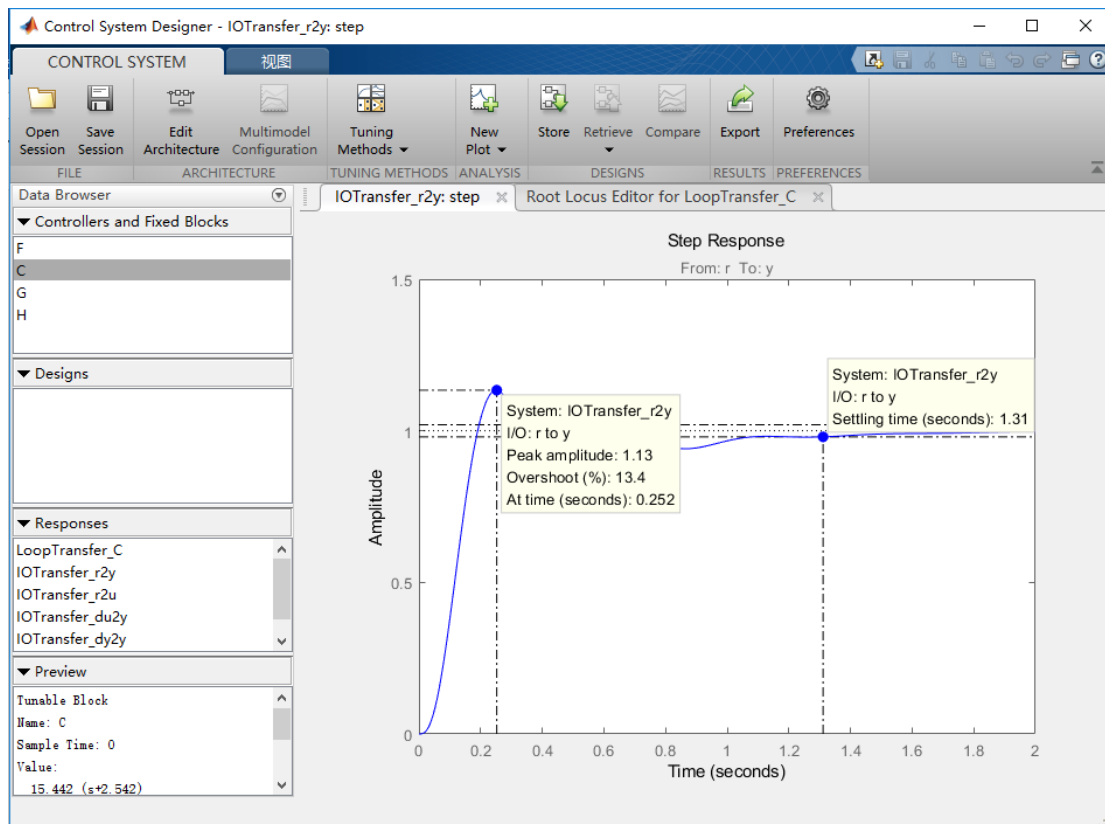 Control System Designer - IOTransfer_r2y: step
CONTROL SYSTEM
视图
Open Session
Save Session
Edit Architecture
Multimodel Configuration
Tuning Methods
New Plot
Store
Retrieve
Compare
Export
Preferences
FILE
ARCHITECTURE
TUNING METHODS
ANALYSIS
DESIGNS
RESULTS
PREFERENCES
Data Browser
Controllers and Fixed Blocks
F
C
G
H
Designs
Responses
LoopTransfer_C
IOTransfer_r2y
IOTransfer_r2u
IOTransfer_du2y
IOTransfer_dy2y
Preview
Tunable Block
Name: C
Sample Time: 0
Value:
15.442 (s+2.542)
IOTransfer_r2y: step
Root Locus Editor for LoopTransfer_C
Step Response
From: r To: y
1.5
1
0.5
0
Amplitude
System: IOTransfer_r2y
I/O: r to y
Peak amplitude: 1.13
Overshoot (%): 13.4
At time (seconds): 0.252
System: IOTransfer_r2y
I/O: r to y
Settling time (seconds): 1.31
0 0.2 0.4 0.6 0.8 1 1.2 1.4 1.6 1.8 2
Time (seconds)